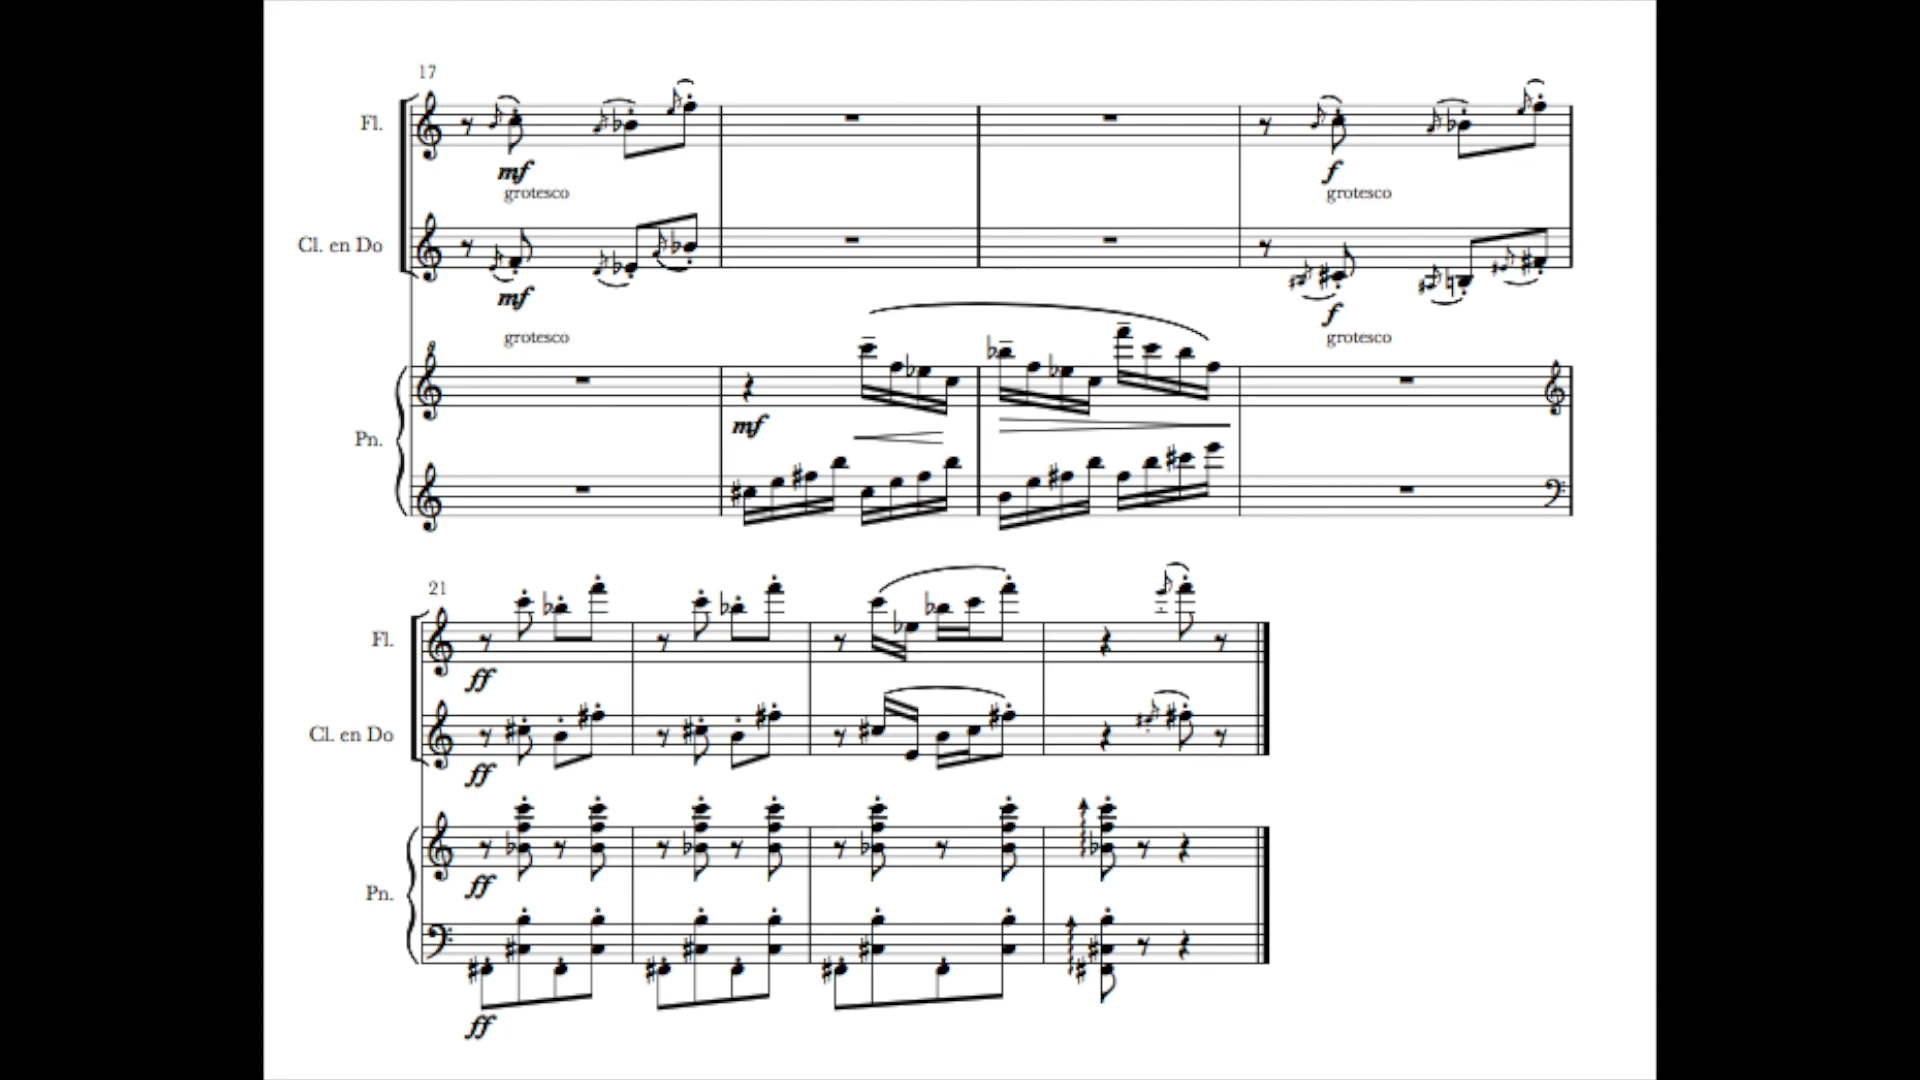 17
Fl.
mf
grotesco
f
grotesco
Cl. en Do
mf
grotesco
f
grotesco
8
Pn.
mf
21
Fl.
ff
Cl. en Do
ff
Pn.
ff
ff